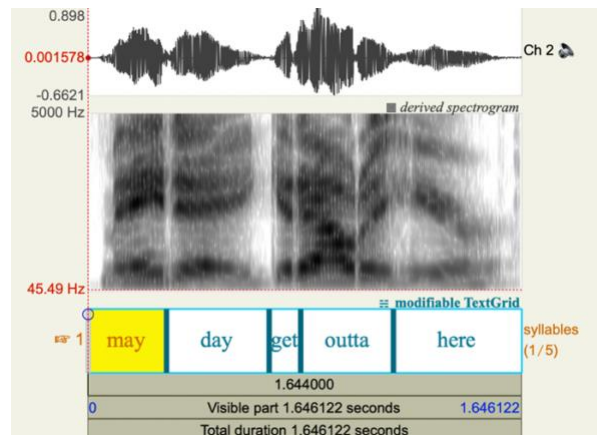 0.898
0.001578
-0.6621
Ch 2
5000 Hz
derived spectrogram
45.49 Hz
modifiable TextGrid
1
may day get outta here
syllables
(1/5)
1.644000
0 Visible part 1.646122 seconds 1.646122
Total duration 1.646122 seconds